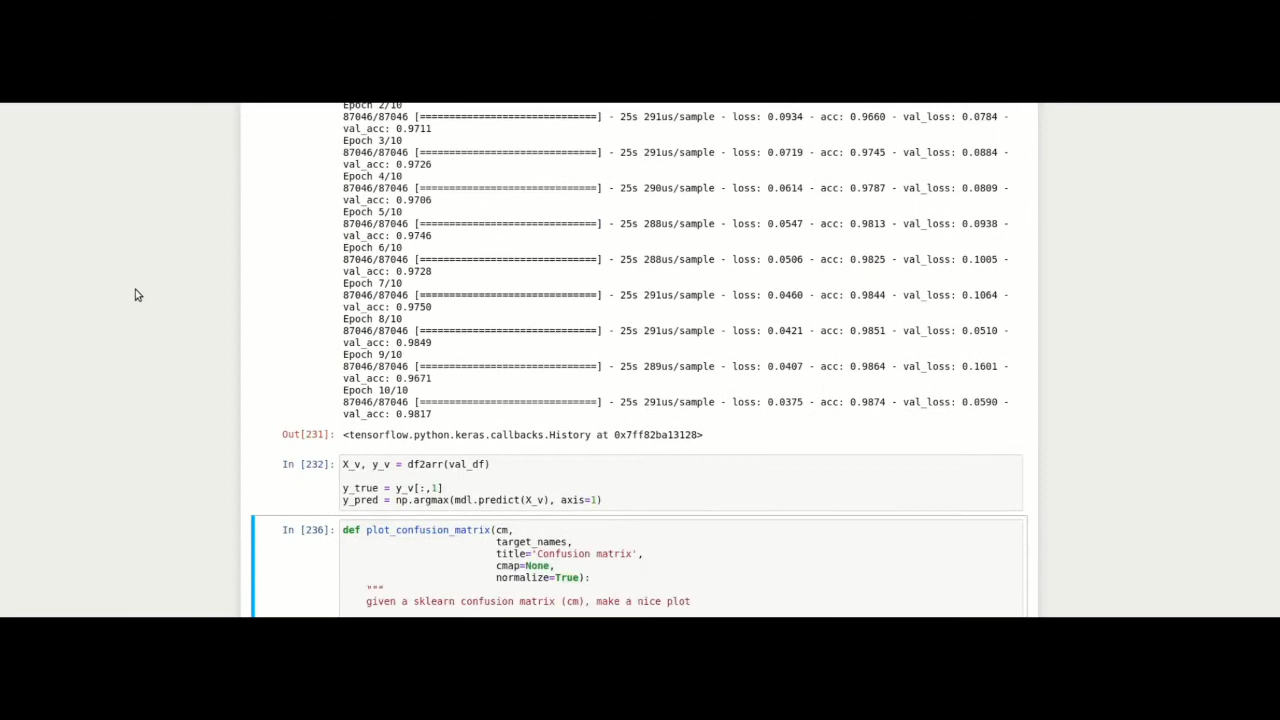 Epoch 2/10
87046/87046 [==============================] - 25s 291us/sample - loss: 0.0934 - acc: 0.9660 - val_loss: 0.0784 -
val_acc: 0.9711
Epoch 3/10
87046/87046 [==============================] - 25s 291us/sample - loss: 0.0719 - acc: 0.9745 - val_loss: 0.0884 -
val_acc: 0.9726
Epoch 4/10
87046/87046 [==============================] - 25s 290us/sample - loss: 0.0614 - acc: 0.9787 - val_loss: 0.0809 -
val_acc: 0.9706
Epoch 5/10
87046/87046 [==============================] - 25s 288us/sample - loss: 0.0547 - acc: 0.9813 - val_loss: 0.0938 -
val_acc: 0.9746
Epoch 6/10
87046/87046 [==============================] - 25s 288us/sample - loss: 0.0506 - acc: 0.9825 - val_loss: 0.1005 -
val_acc: 0.9728
Epoch 7/10
87046/87046 [==============================] - 25s 291us/sample - loss: 0.0460 - acc: 0.9844 - val_loss: 0.1064 -
val_acc: 0.9750
Epoch 8/10
87046/87046 [==============================] - 25s 291us/sample - loss: 0.0421 - acc: 0.9851 - val_loss: 0.0510 -
val_acc: 0.9849
Epoch 9/10
87046/87046 [==============================] - 25s 289us/sample - loss: 0.0407 - acc: 0.9864 - val_loss: 0.1601 -
val_acc: 0.9671
Epoch 10/10
87046/87046 [==============================] - 25s 291us/sample - loss: 0.0375 - acc: 0.9874 - val_loss: 0.0590 -
val_acc: 0.9817
Out[231]: <tensorflow.python.keras.callbacks.History at 0x7ff82ba13128>
In [232]: X_v, y_v = df2arr(val_df)
y_true = y_v[:,1]
y_pred = np.argmax(mdl.predict(X_v), axis=1)
In [236]: def plot_confusion_matrix(cm,
target_names,
title='Confusion matrix',
cmap=None,
normalize=True):
"""
given a sklearn confusion matrix (cm), make a nice plot